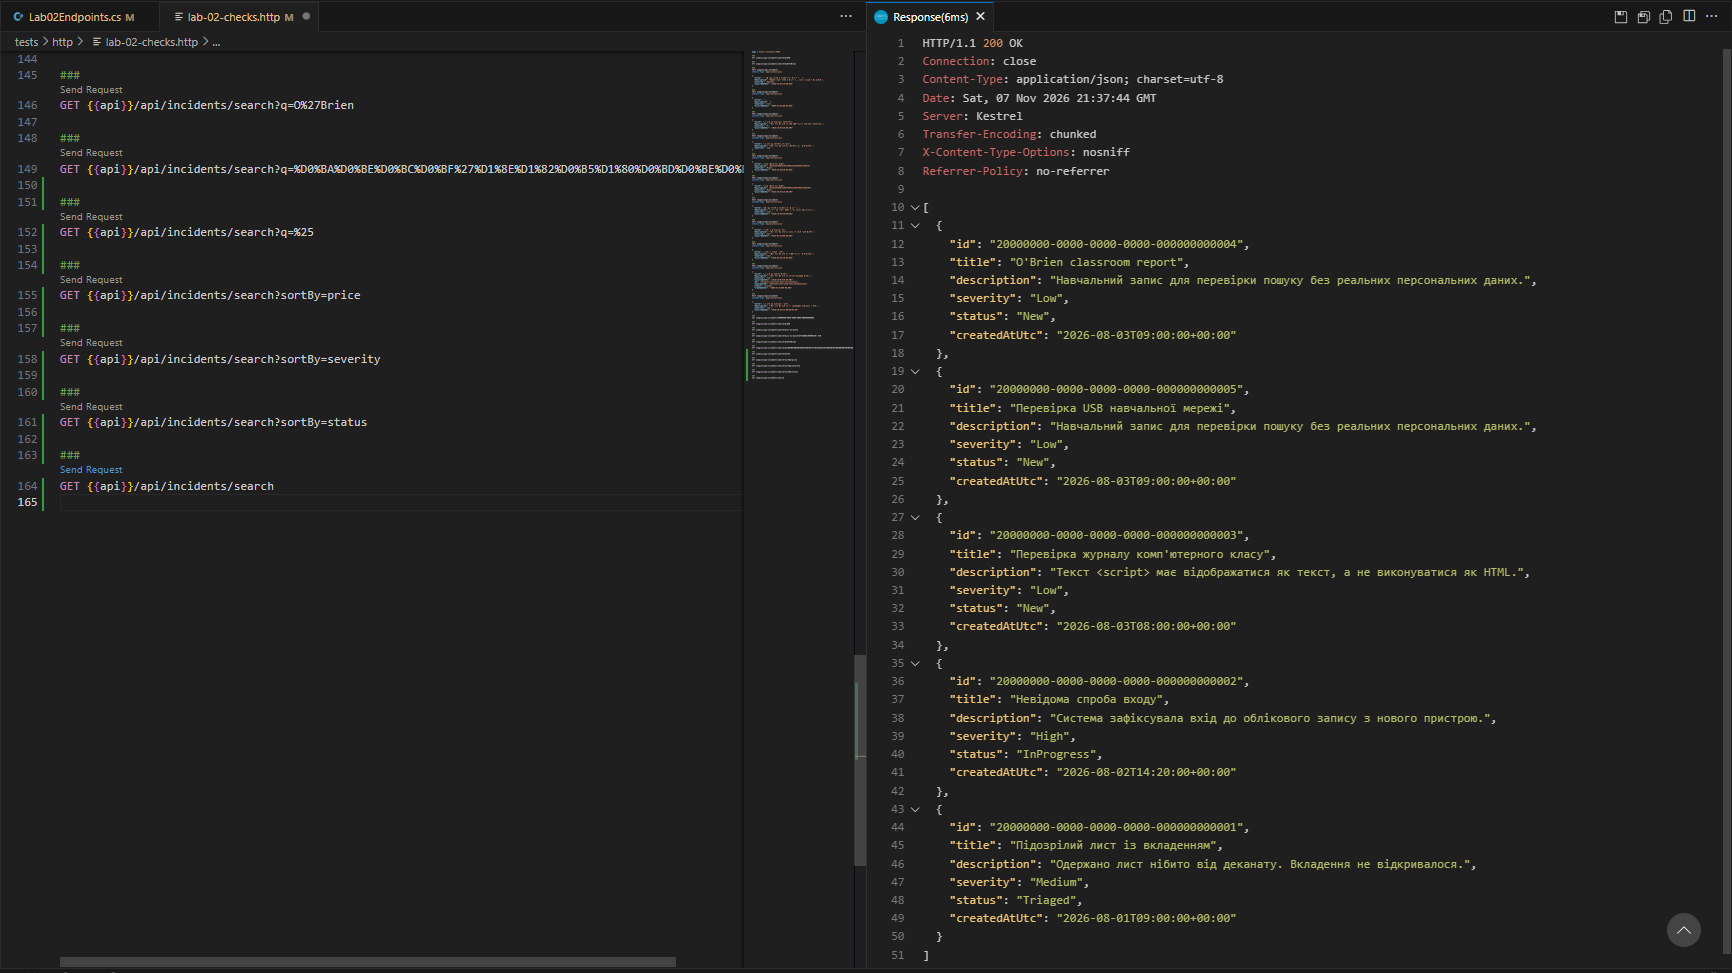 Lab02Endpoints.cs M
lab-02-checks.http M
tests > http > lab-02-checks.http > ...
144
145 ###
Send Request
146 GET {{api}}/api/incidents/search?q=O%27Brien
147
148 ###
Send Request
149 GET {{api}}/api/incidents/search?q=%D0%BA%D0%BE%D0%BC%D0%BF%27%D1%8E%D1%82%D0%B5%D1%80%D0%BD%D0%BE%D0%
150
151 ###
Send Request
152 GET {{api}}/api/incidents/search?q=%25
153
154 ###
Send Request
155 GET {{api}}/api/incidents/search?sortBy=price
156
157 ###
Send Request
158 GET {{api}}/api/incidents/search?sortBy=severity
159
160 ###
Send Request
161 GET {{api}}/api/incidents/search?sortBy=status
162
163 ###
Send Request
164 GET {{api}}/api/incidents/search
165
Response(6ms)
1 HTTP/1.1 200 OK
2 Connection: close
3 Content-Type: application/json; charset=utf-8
4 Date: Sat, 07 Nov 2026 21:37:44 GMT
5 Server: Kestrel
6 Transfer-Encoding: chunked
7 X-Content-Type-Options: nosniff
8 Referrer-Policy: no-referrer
9
10 [
11 {
12 "id": "20000000-0000-0000-0000-000000000004",
13 "title": "O'Brien classroom report",
14 "description": "Навчальний запис для перевірки пошуку без реальних персональних даних.",
15 "severity": "Low",
16 "status": "New",
17 "createdAtUtc": "2026-08-03T09:00:00+00:00"
18 },
19 {
20 "id": "20000000-0000-0000-0000-000000000005",
21 "title": "Перевірка USB навчальної мережі",
22 "description": "Навчальний запис для перевірки пошуку без реальних персональних даних.",
23 "severity": "Low",
24 "status": "New",
25 "createdAtUtc": "2026-08-03T09:00:00+00:00"
26 },
27 {
28 "id": "20000000-0000-0000-0000-000000000003",
29 "title": "Перевірка журналу комп'ютерного класу",
30 "description": "Текст <script> має відображатися як текст, а не виконуватися як HTML.",
31 "severity": "Low",
32 "status": "New",
33 "createdAtUtc": "2026-08-03T08:00:00+00:00"
34 },
35 {
36 "id": "20000000-0000-0000-0000-000000000002",
37 "title": "Невідома спроба входу",
38 "description": "Система зафіксувала вхід до облікового запису з нового пристрою.",
39 "severity": "High",
40 "status": "InProgress",
41 "createdAtUtc": "2026-08-02T14:20:00+00:00"
42 },
43 {
44 "id": "20000000-0000-0000-0000-000000000001",
45 "title": "Підозрілий лист із вкладенням",
46 "description": "Одержано лист нібито від деканату. Вкладення не відкривалося.",
47 "severity": "Medium",
48 "status": "Triaged",
49 "createdAtUtc": "2026-08-01T09:00:00+00:00"
50 }
51 ]